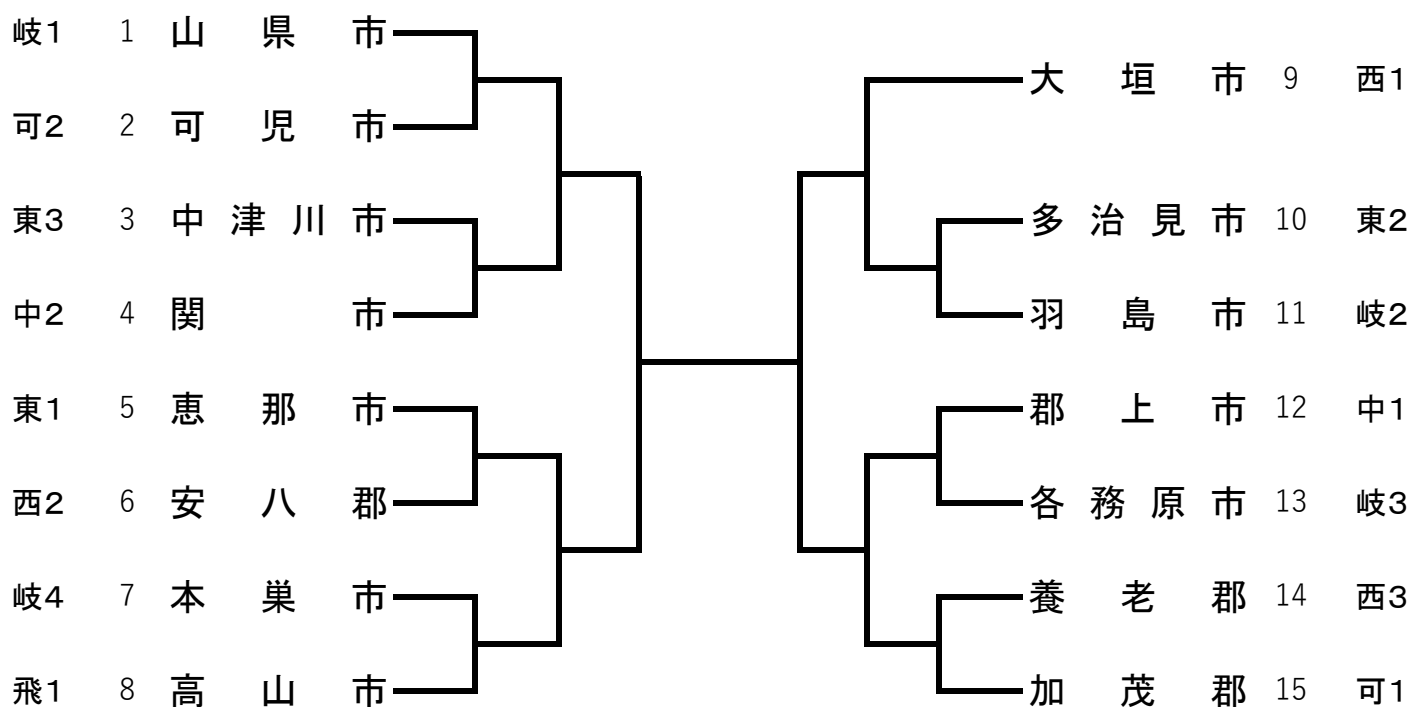 岐1 1 山県市
可2 2 可児市
東3 3 中津川市
中2 4 関市
東1 5 恵那市
西2 6 安八郡
岐4 7 本巣市
飛1 8 高山市
大垣市 9 西1
多治見市 10 東2
羽島市 11 岐2
郡上市 12 中1
各務原市 13 岐3
養老郡 14 西3
加茂郡 15 可1